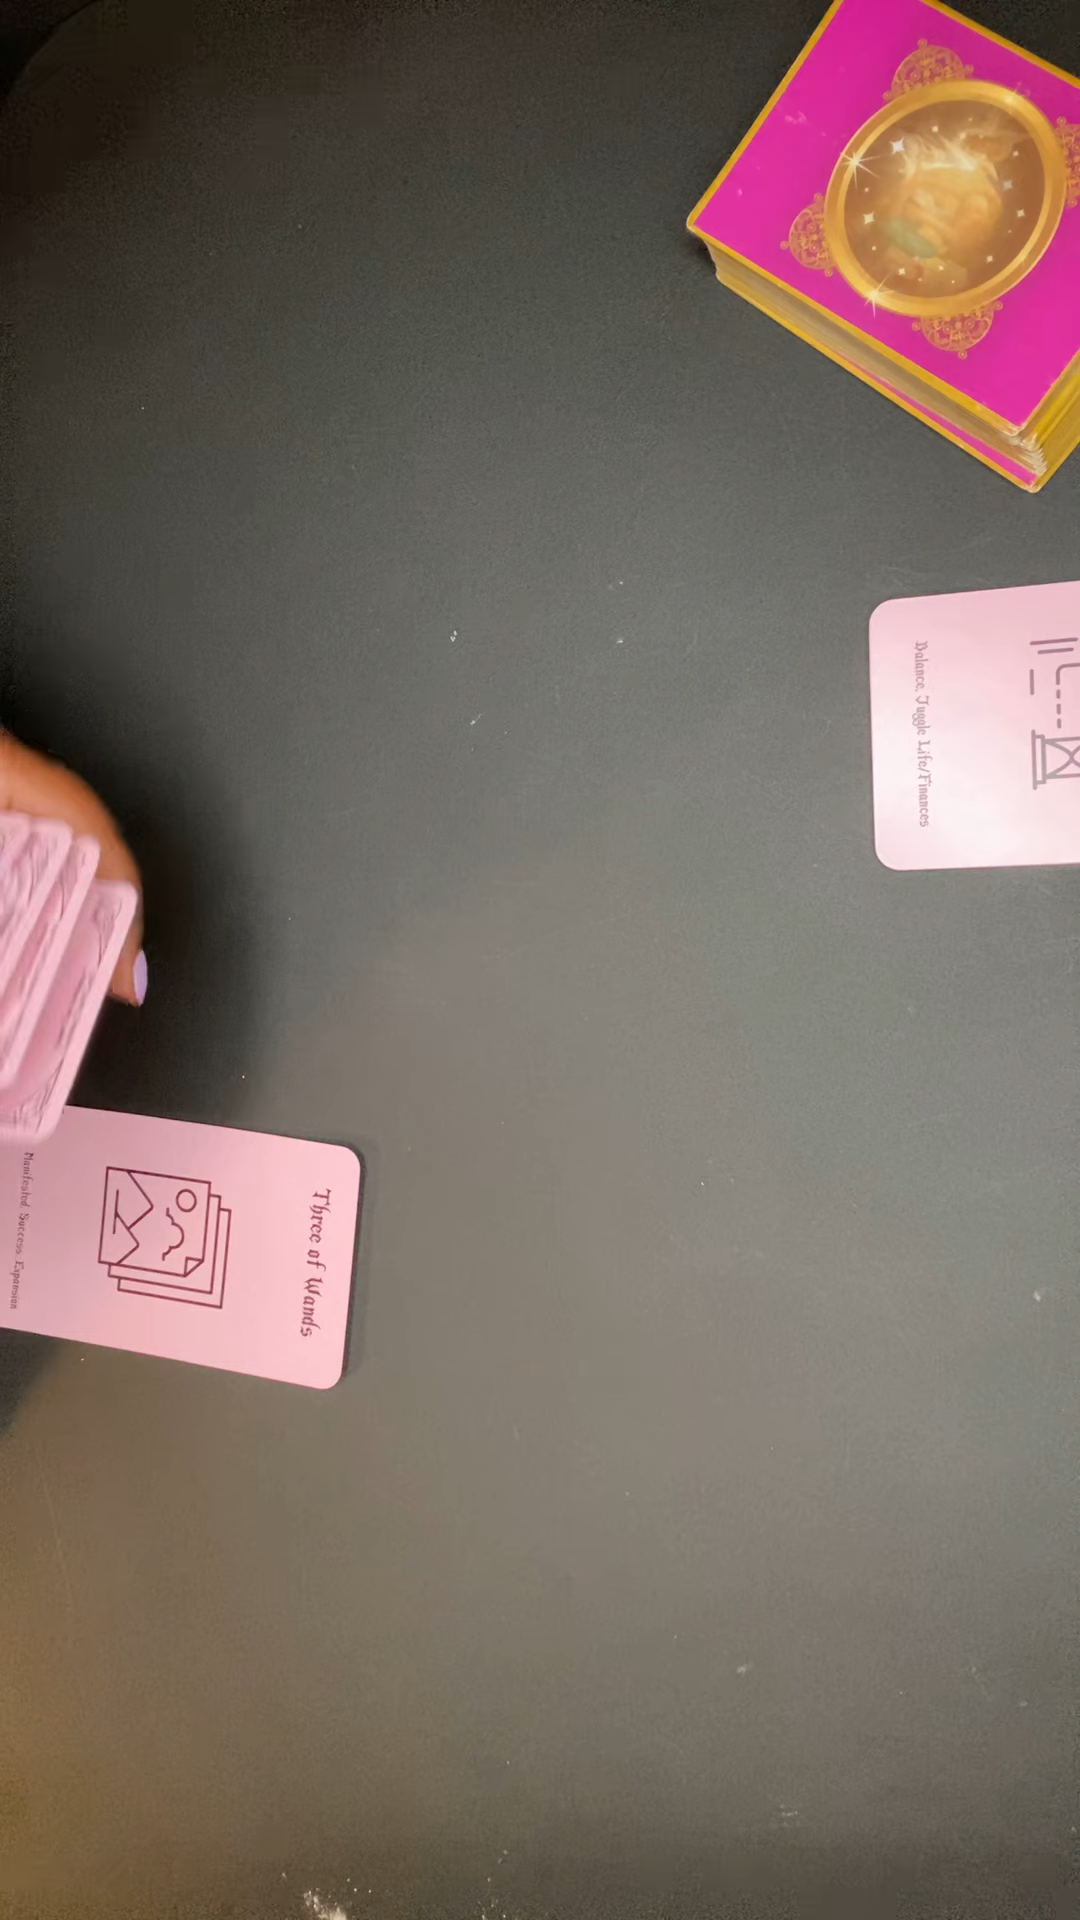 Balance, Juggle Life/Finances
Three of Wands
Manifested, Success, Expansion